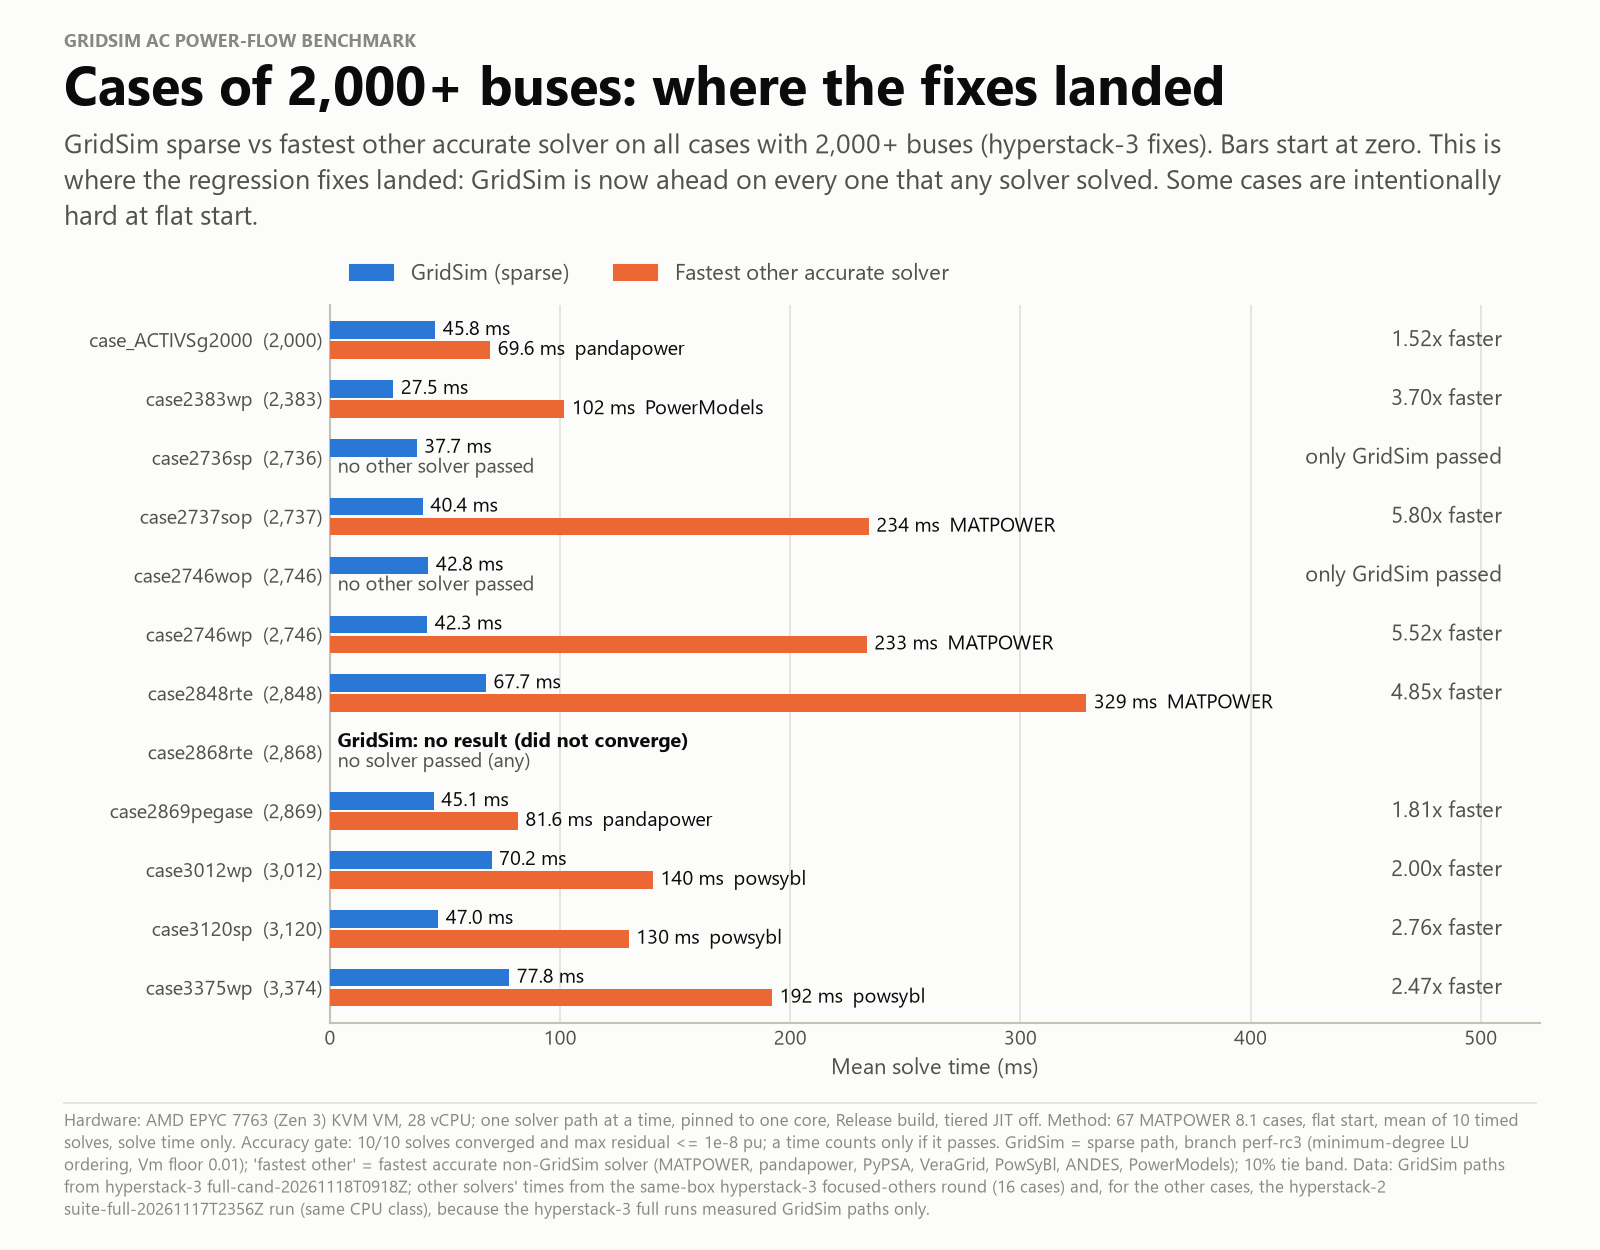 GRIDSIM AC POWER-FLOW BENCHMARK
Cases of 2,000+ buses: where the fixes landed
GridSim sparse vs fastest other accurate solver on all cases with 2,000+ buses (hyperstack-3 fixes). Bars start at zero. This is
where the regression fixes landed: GridSim is now ahead on every one that any solver solved. Some cases are intentionally
hard at flat start.
GridSim (sparse) Fastest other accurate solver
case_ACTIVSg2000 (2,000) 45.8 ms 1.52x faster
69.6 ms pandapower
case2383wp (2,383) 27.5 ms 3.70x faster
102 ms PowerModels
case2736sp (2,736) 37.7 ms only GridSim passed
no other solver passed
case2737sop (2,737) 40.4 ms 5.80x faster
234 ms MATPOWER
case2746wop (2,746) 42.8 ms only GridSim passed
no other solver passed
case2746wp (2,746) 42.3 ms 5.52x faster
233 ms MATPOWER
case2848rte (2,848) 67.7 ms 4.85x faster
329 ms MATPOWER
case2868rte (2,868) GridSim: no result (did not converge)
no solver passed (any)
case2869pegase (2,869) 45.1 ms 1.81x faster
81.6 ms pandapower
case3012wp (3,012) 70.2 ms 2.00x faster
140 ms powsybl
case3120sp (3,120) 47.0 ms 2.76x faster
130 ms powsybl
case3375wp (3,374) 77.8 ms 2.47x faster
192 ms powsybl
0 100 200 300 400 500
Mean solve time (ms)
Hardware: AMD EPYC 7763 (Zen 3) KVM VM, 28 vCPU; one solver path at a time, pinned to one core, Release build, tiered JIT off. Method: 67 MATPOWER 8.1 cases, flat start, mean of 10 timed
solves, solve time only. Accuracy gate: 10/10 solves converged and max residual <= 1e-8 pu; a time counts only if it passes. GridSim = sparse path, branch perf-rc3 (minimum-degree LU
ordering, Vm floor 0.01); 'fastest other' = fastest accurate non-GridSim solver (MATPOWER, pandapower, PyPSA, VeraGrid, PowSyBl, ANDES, PowerModels); 10% tie band. Data: GridSim paths
from hyperstack-3 full-cand-20261118T0918Z; other solvers' times from the same-box hyperstack-3 focused-others round (16 cases) and, for the other cases, the hyperstack-2
suite-full-20261117T2356Z run (same CPU class), because the hyperstack-3 full runs measured GridSim paths only.